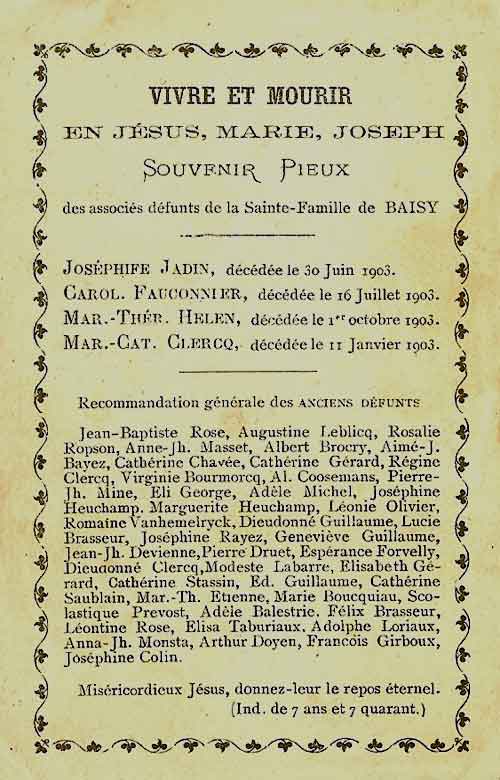 VIVRE ET MOURIR
EN JÉSUS, MARIE, JOSEPH
SOUVENIR PIEUX
des associés défunts de la Sainte-Famille de BAISY
JOSÉPHIFE JADIN, décédée le 30 Juin 1903.
CAROL. FAUCONNIER, décédée le 16 Juillet 1903.
MAR.-THÉR. HELEN, décédée le 1er octobre 1903.
MAR.-CAT. CLERCQ, décédée le 11 Janvier 1903.
Recommandation générale des ANCIENS DÉFUNTS
Jean-Baptiste Rose, Augustine Leblicq, Rosalie
Ropson, Anne-Jh. Masset, Albert Brocry, Aimé-J.
Bayez, Cathérine Chavée, Cathérine Gérard, Régine
Clercq, Virginie Bourmorcq, Al. Coosemans, Pierre-
Jh. Mine, Eli George, Adèle Michel, Joséphine
Heuchamp. Marguerite Heuchamp, Léonie Olivier,
Romaine Vanhemelryck, Dieudonné Guillaume, Lucie
Brasseur, Joséphine Rayez, Geneviève Guillaume,
Jean-Jh. Devienne, Pierre Druet, Espérance Forvelly,
Dieudonné Clercq, Modeste Labarre, Elisabeth Gé-
rard, Cathérine Stassin, Ed. Guillaume, Cathérine
Saublain, Mar.-Th. Etienne, Marie Boucquiau, Sco-
lastique Prevost, Adèle Balestrie. Félix Brasseur,
Léontine Rose, Elisa Taburiaux. Adolphe Loriaux,
Anna-Jh. Monsta, Arthur Doyen, Francois Girboux,
Joséphine Colin.
Miséricordieux Jésus, donnez-leur le repos éternel.
(Ind. de 7 ans et 7 quarant.)